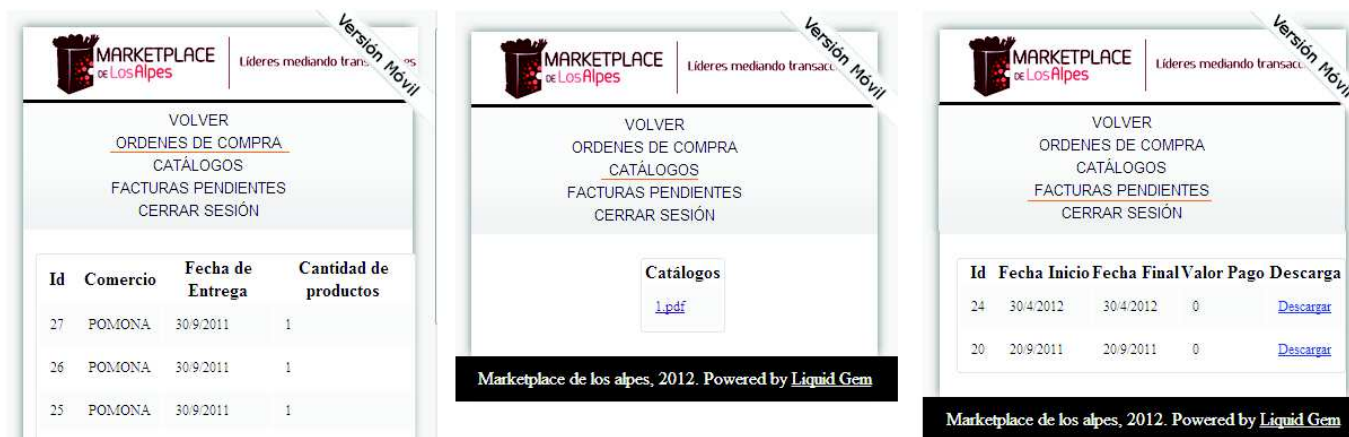 MARKETPLACE
DE Los Alpes
Líderes mediando
Versión Móvil
VOLVER
ORDENES DE COMPRA
CATÁLOGOS
FACTURAS PENDIENTES
CERRAR SESIÓN
Id Comercio Fecha de Entrega Cantidad de productos
27 POMONA 30/9/2011 1
26 POMONA 30/9/2011 1
25 POMONA 30/9/2011 1
MARKETPLACE
DE Los Alpes
Líderes mediando
Versión Móvil
VOLVER
ORDENES DE COMPRA
CATÁLOGOS
FACTURAS PENDIENTES
CERRAR SESIÓN
Catálogos
1.pdf
Marketplace de los alpes, 2012. Powered by Liquid Gem
MARKETPLACE
DE Los Alpes
Líderes mediando
Versión Móvil
VOLVER
ORDENES DE COMPRA
CATÁLOGOS
FACTURAS PENDIENTES
CERRAR SESIÓN
Id Fecha Inicio Fecha Final Valor Pago Descarga
24 30/4/2012 30/4/2012 0 Descargar
20 20/9/2011 20/9/2011 0 Descargar
Marketplace de los alpes, 2012. Powered by Liquid Gem